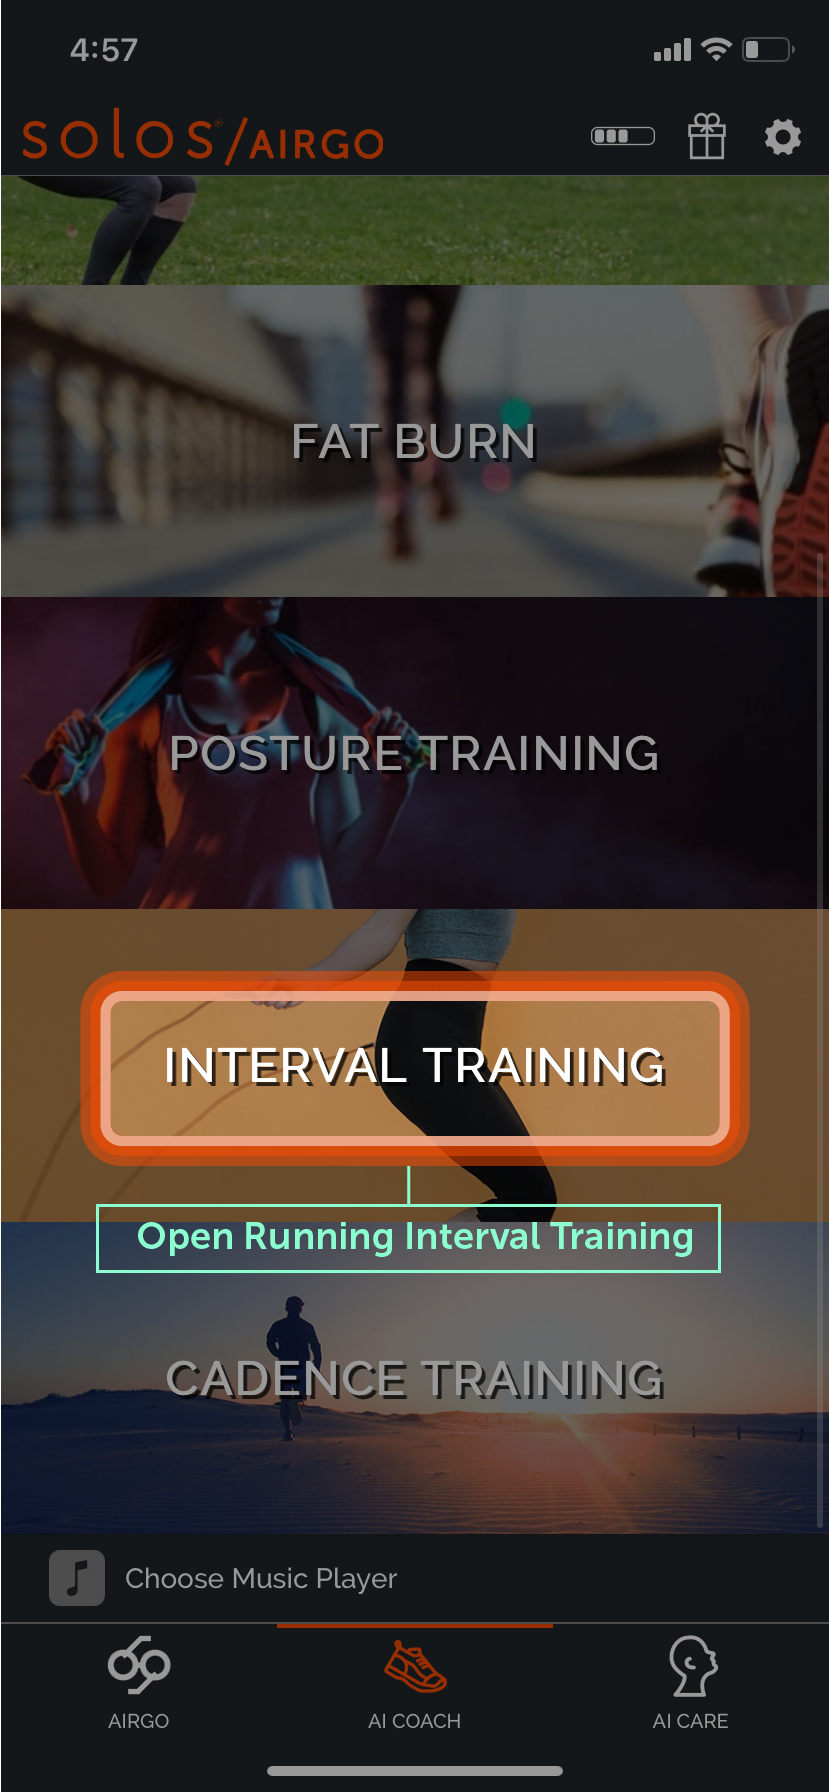 4:57
solos®/AIRGO
FAT BURN
POSTURE TRAINING
INTERVAL TRAINING
Open Running Interval Training
CADENCE TRAINING
Choose Music Player
AIRGO
AI COACH
AI CARE